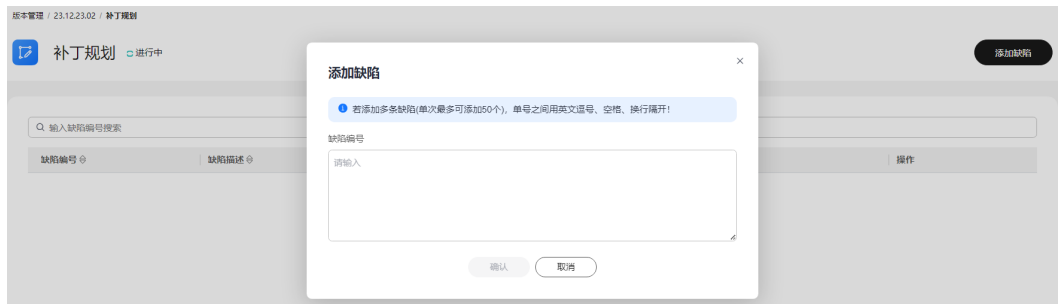 版本管理 / 23.12.23.02 / 补丁规划
补丁规划 进行中
添加缺陷
添加缺陷
若添加多条缺陷(单次最多可添加50个)，单号之间用英文逗号、空格、换行隔开！
输入缺陷编号搜索
缺陷编号
缺陷编号 缺陷描述 操作
请输入
确认 取消